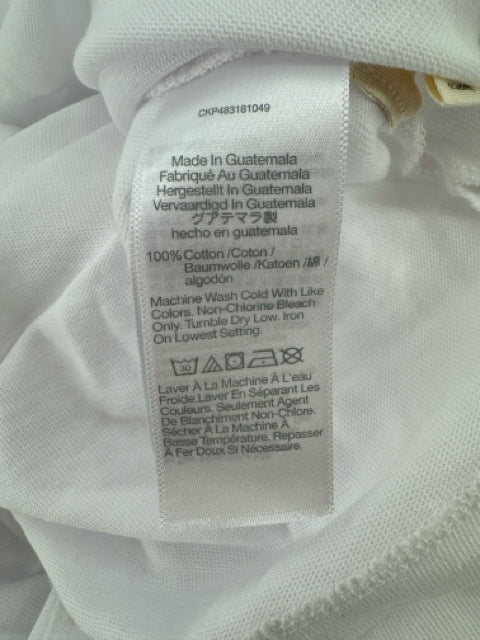 CKP483181049
Made In Guatemala
Fabriqué Au Guatemala
Hergestellt In Guatemala
Vervaardigd In Guatemala
グアテマラ製
hecho en guatemala
100% Cotton /Coton /
Baumwolle /Katoen /綿 /
algodón
Machine Wash Cold With Like
Colors. Non-Chlorine Bleach
Only. Tumble Dry Low. Iron
On Lowest Setting.
30
Laver À La Machine À L'eau
Froide.Laver En Séparant Les
Couleurs. Seulement Agent
De Blanchiment Non-Chlore.
Sécher À La Machine À
Basse Température. Repasser
À Fer Doux Si Nécessaire.